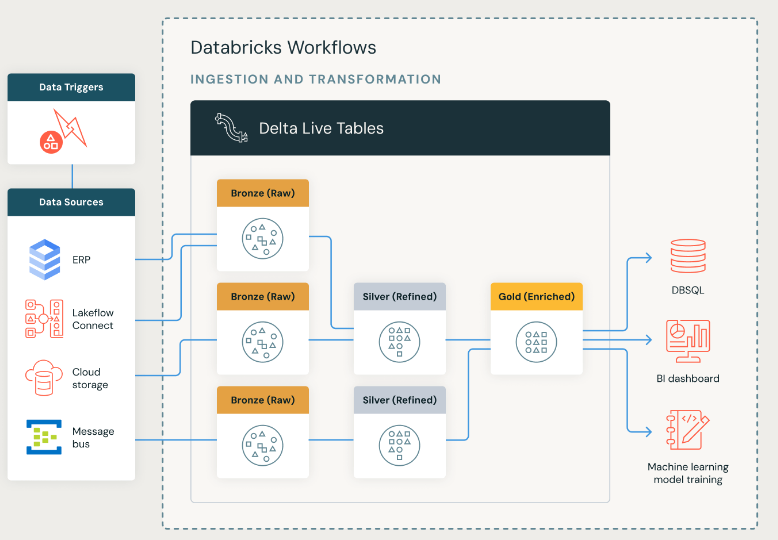 Databricks Workflows
INGESTION AND TRANSFORMATION
Data Triggers
Delta Live Tables
Data Sources
ERP
Lakeflow
Connect
Cloud
storage
Message
bus
Bronze (Raw)
Bronze (Raw)
Silver (Refined)
Gold (Enriched)
Bronze (Raw)
Silver (Refined)
DBSQL
BI dashboard
Machine learning
model training